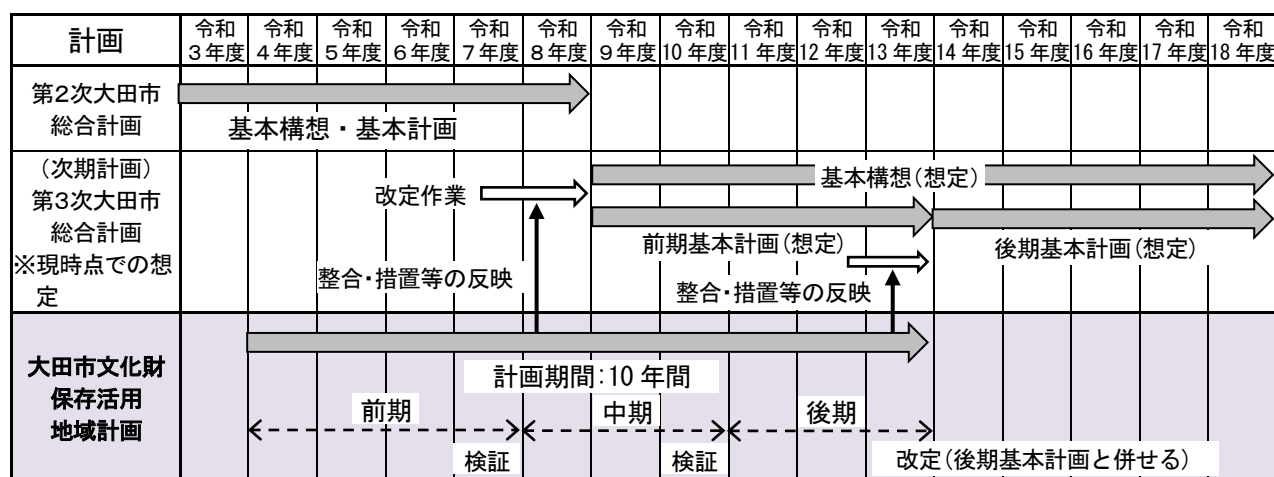 計画
令和
3年度
令和
4年度
令和
5年度
令和
6年度
令和
7年度
令和
8年度
令和
9年度
令和
10年度
令和
11年度
令和
12年度
令和
13年度
令和
14年度
令和
15年度
令和
16年度
令和
17年度
令和
18年度
第2次大田市
総合計画
基本構想・基本計画
(次期計画)
第3次大田市
総合計画
※現時点での想
定
改定作業
基本構想(想定)
前期基本計画(想定)
後期基本計画(想定)
整合・措置等の反映
整合・措置等の反映
大田市文化財
保存活用
地域計画
計画期間:10年間
前期
中期
後期
検証
検証
改定(後期基本計画と併せる)